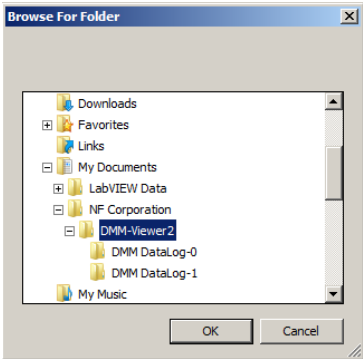 Browse For Folder
Downloads
Favorites
Links
My Documents
LabVIEW Data
NF Corporation
DMM-Viewer2
DMM DataLog-0
DMM DataLog-1
My Music
OK
Cancel